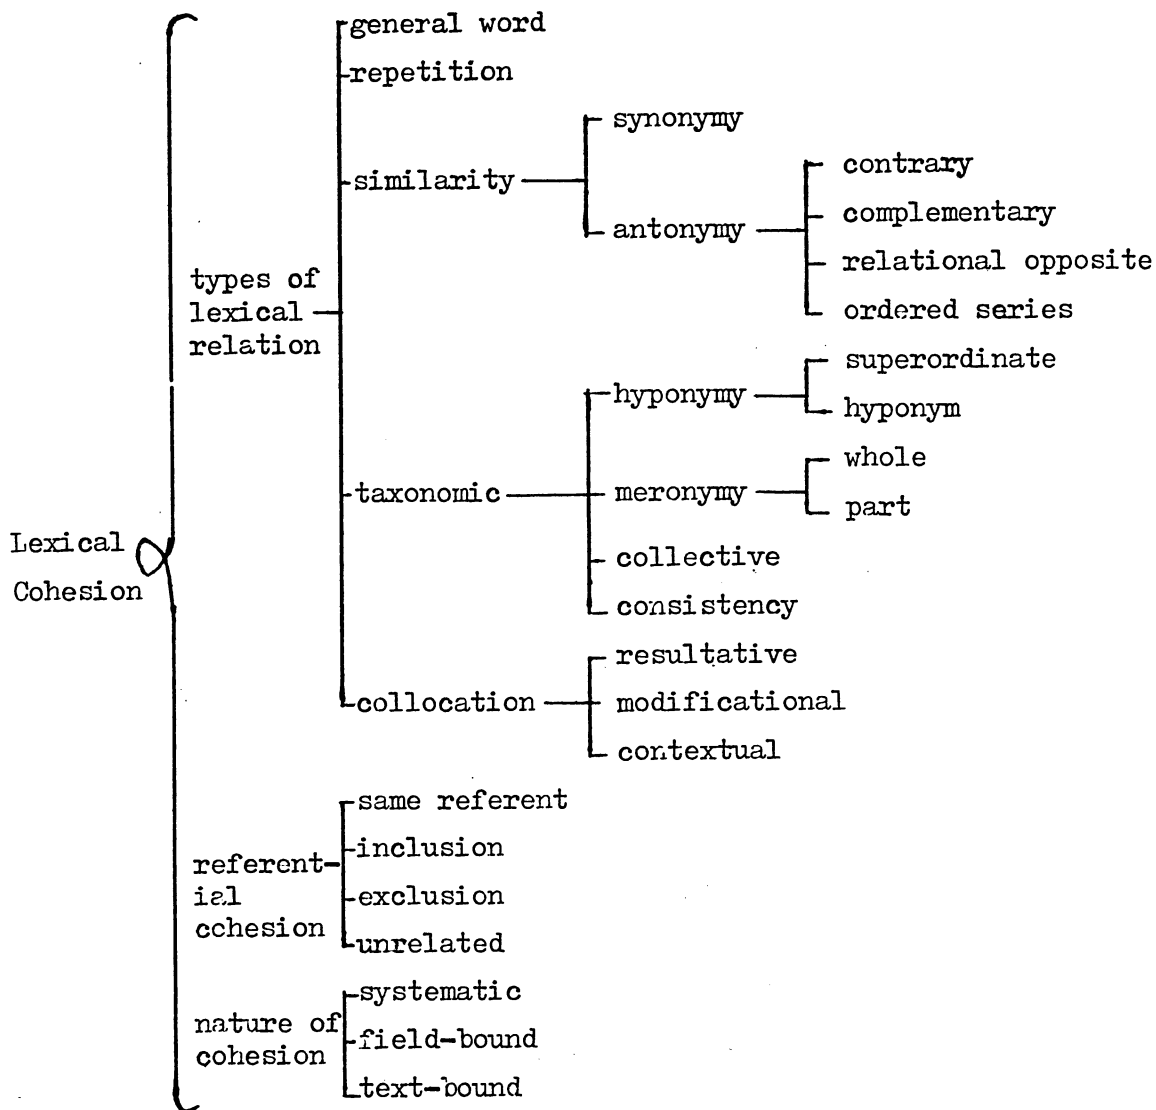 general word
repetition
synonymy
contrary
similarity
complementary
antonymy
relational opposite
types of
lexical
relation
ordered series
superordinate
hyponymy
hyponym
whole
taxonomic
meronymy
part
Lexical
Cohesion
collective
consistency
resultative
collocation
modificational
contextual
same referent
inclusion
referent-
ial
cohesion
exclusion
unrelated
systematic
nature of
cohesion
field-bound
text-bound